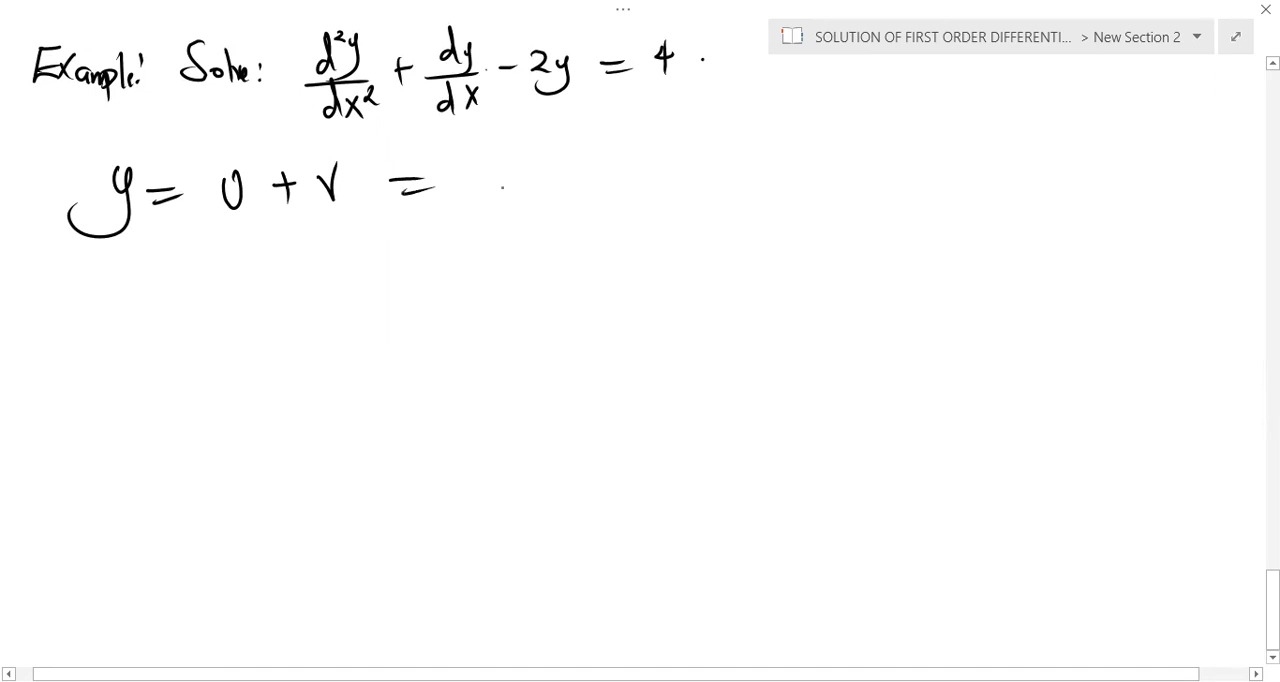 Example: Solve: d²y/dx² + dy/dx - 2y = 4.
SOLUTION OF FIRST ORDER DIFFERENTI... > New Section 2
y = u + v =